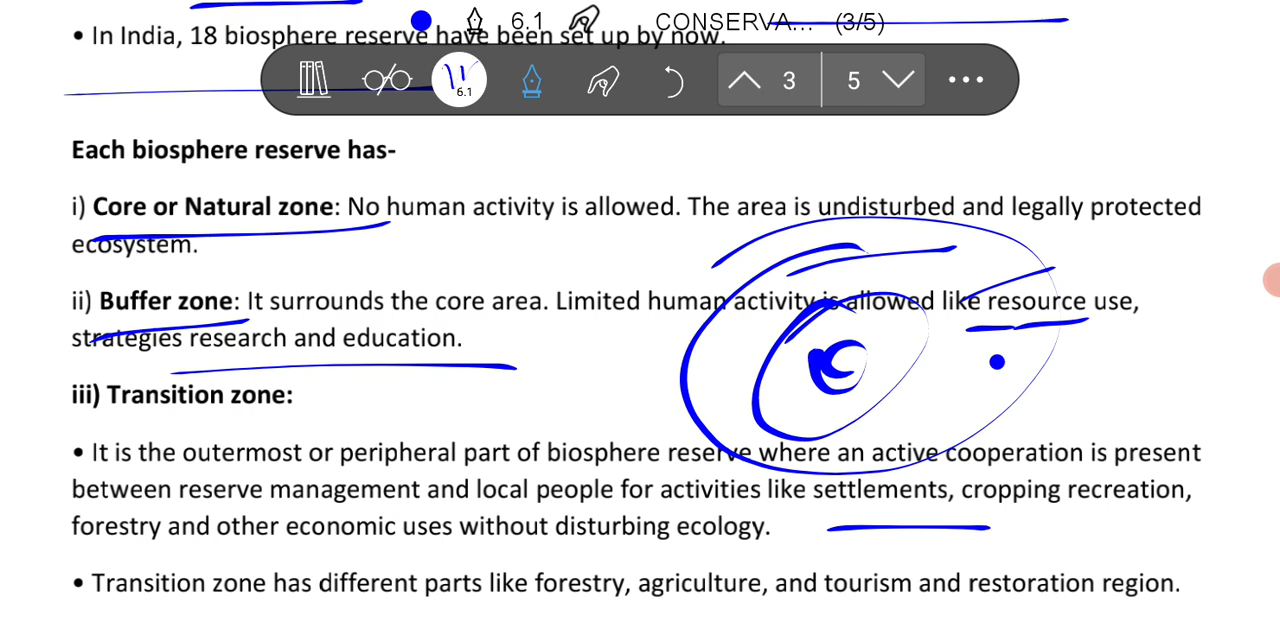 6.1 CONSERVA... (3/5)
• In India, 18 biosphere reserve have been set up by now.
6.1 3 5
Each biosphere reserve has-
i) Core or Natural zone: No human activity is allowed. The area is undisturbed and legally protected
ecosystem.
ii) Buffer zone: It surrounds the core area. Limited human activity is allowed like resource use,
strategies research and education.
iii) Transition zone:
• It is the outermost or peripheral part of biosphere reserve where an active cooperation is present
between reserve management and local people for activities like settlements, cropping recreation,
forestry and other economic uses without disturbing ecology.
• Transition zone has different parts like forestry, agriculture, and tourism and restoration region.